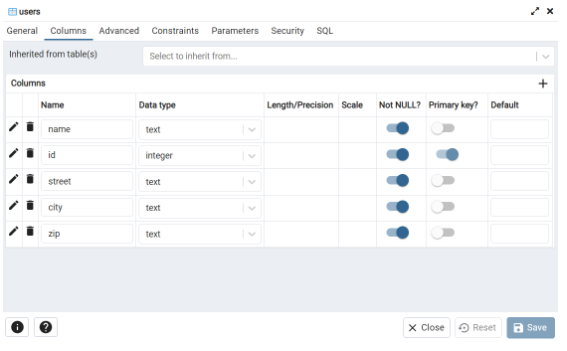 users
General Columns Advanced Constraints Parameters Security SQL
Inherited from table(s) Select to inherit from...
Columns
Name Data type Length/Precision Scale Not NULL? Primary key? Default
name text
id integer
street text
city text
zip text
Close Reset Save